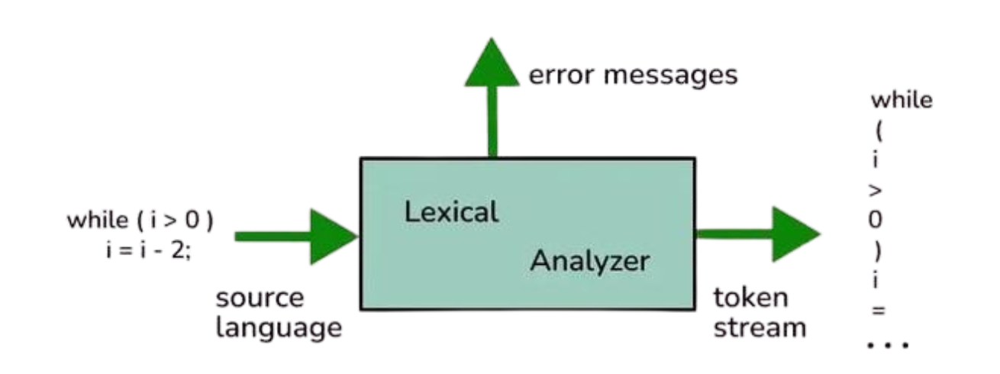 error messages
while ( i > 0 )
i = i - 2;
source
language
Lexical
Analyzer
token
stream
while
(
i
>
0
)
i
=
...